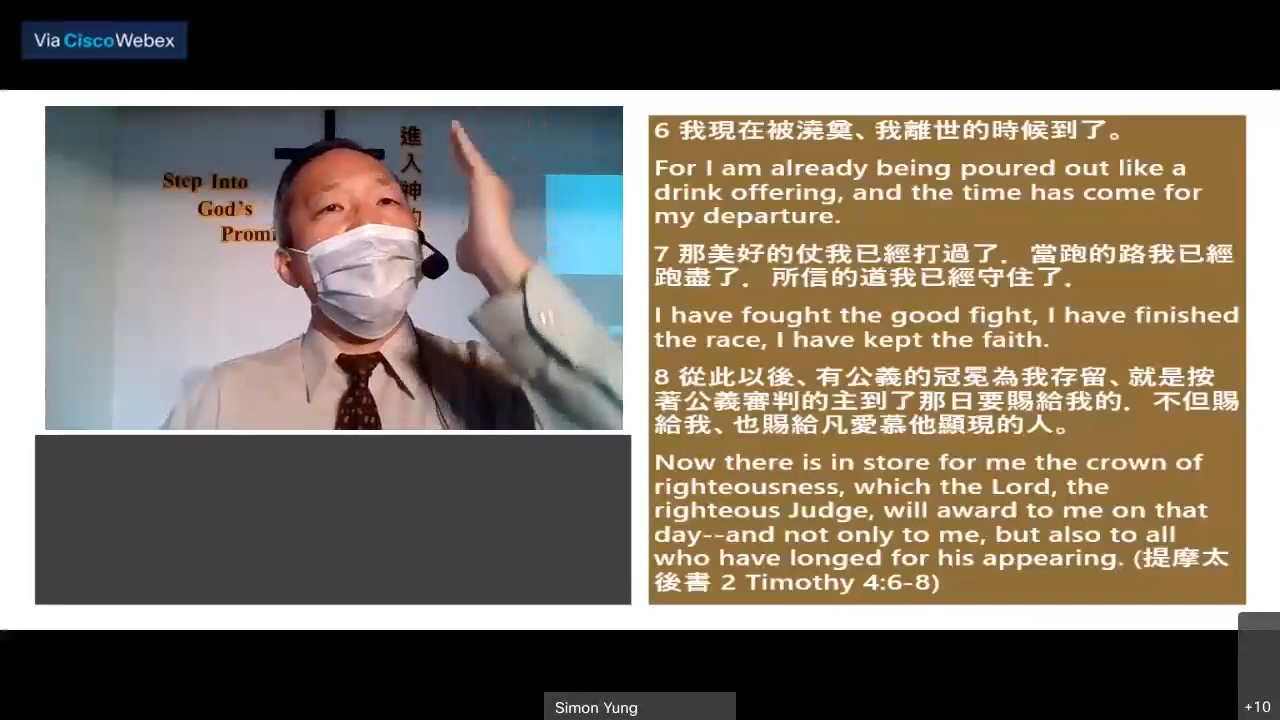 Via Cisco Webex
Step Into
God's
Promi
進
入
神
6 我現在被澆奠、我離世的時候到了。
For I am already being poured out like a
drink offering, and the time has come for
my departure.
7 那美好的仗我已經打過了．當跑的路我已經
跑盡了．所信的道我已經守住了．
I have fought the good fight, I have finished
the race, I have kept the faith.
8 從此以後、有公義的冠冕為我存留、就是按
著公義審判的主到了那日要賜給我的．不但賜
給我、也賜給凡愛慕他顯現的人。
Now there is in store for me the crown of
righteousness, which the Lord, the
righteous Judge, will award to me on that
day--and not only to me, but also to all
who have longed for his appearing. (提摩太
後書 2 Timothy 4:6-8)
Simon Yung
+10